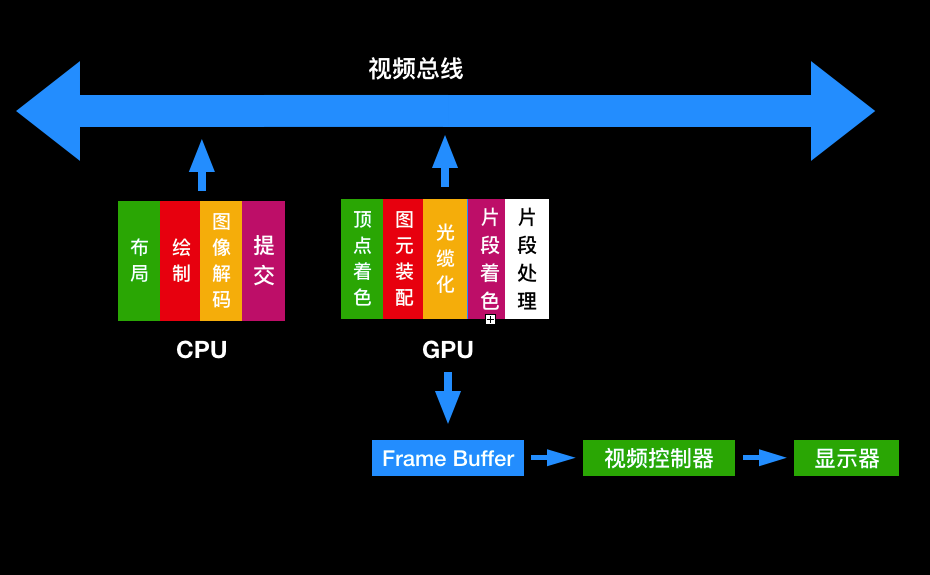 视频总线
布局
绘制
图像解码
提交
顶点着色
图元装配
光缆化
片段着色
片段处理
CPU
GPU
Frame Buffer
视频控制器
显示器